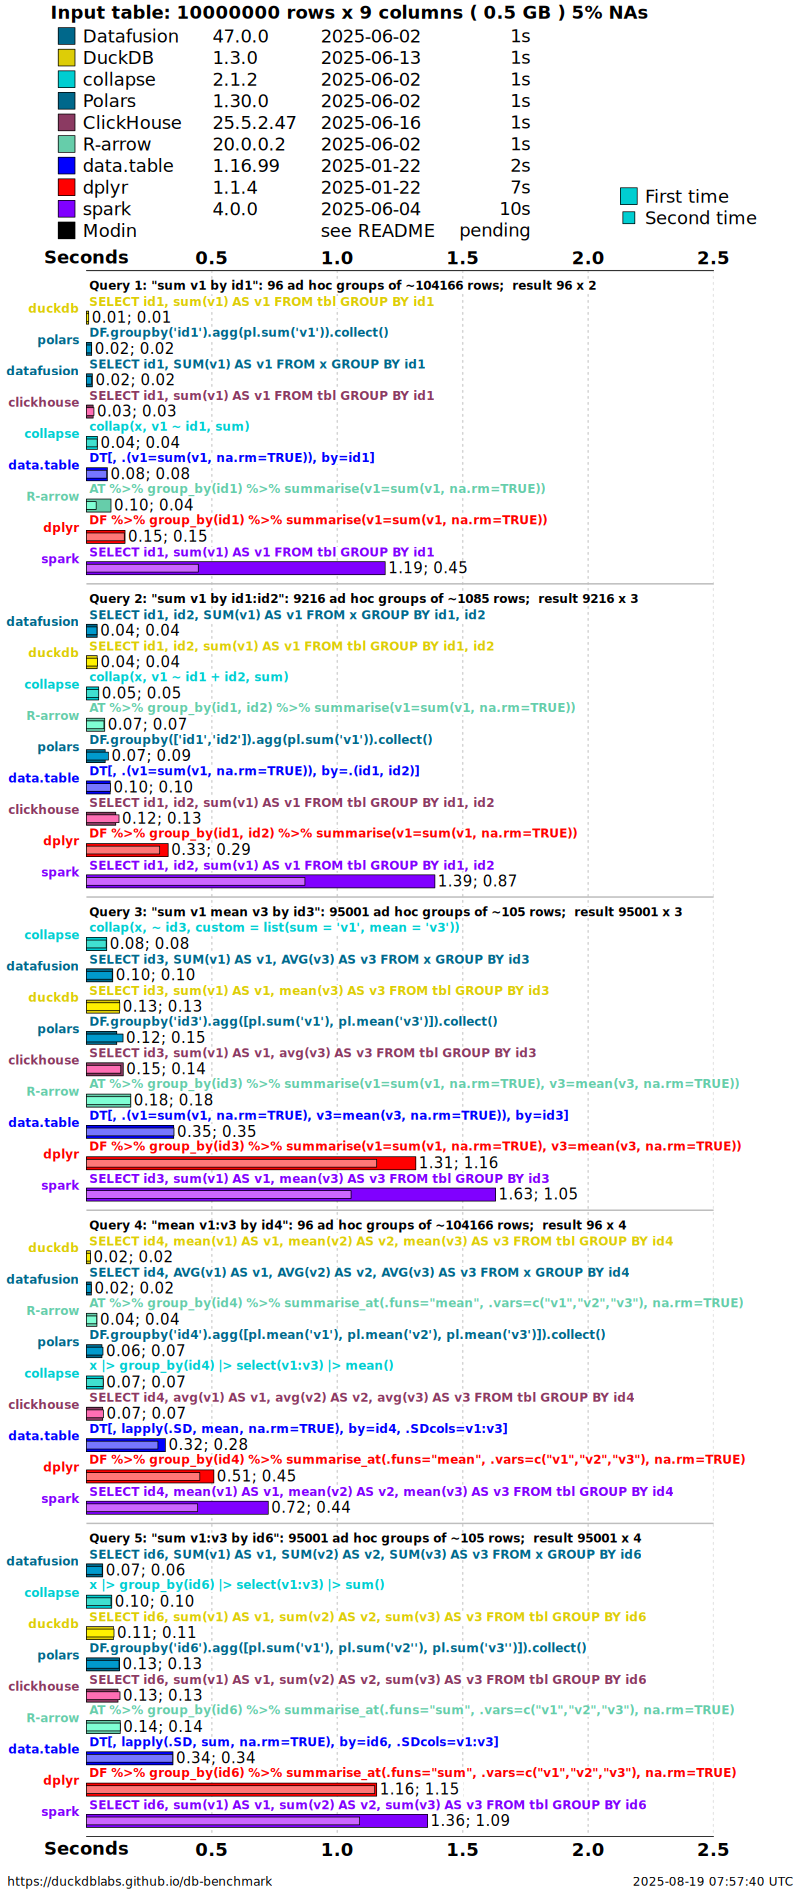 Input table: 10000000 rows x 9 columns ( 0.5 GB ) 5% NAs
Datafusion 47.0.0 2025-06-02 1s
DuckDB 1.3.0 2025-06-13 1s
collapse 2.1.2 2025-06-02 1s
Polars 1.30.0 2025-06-02 1s
ClickHouse 25.5.2.47 2025-06-16 1s
R-arrow 20.0.0.2 2025-06-02 1s
data.table 1.16.99 2025-01-22 2s
dplyr 1.1.4 2025-01-22 7s
spark 4.0.0 2025-06-04 10s
Modin see README pending
First time
Second time
Seconds 0.5 1.0 1.5 2.0 2.5
Query 1: "sum v1 by id1": 96 ad hoc groups of ~104166 rows; result 96 x 2
SELECT id1, sum(v1) AS v1 FROM tbl GROUP BY id1
duckdb 0.01; 0.01
DF.groupby('id1').agg(pl.sum('v1')).collect()
polars 0.02; 0.02
SELECT id1, SUM(v1) AS v1 FROM x GROUP BY id1
datafusion 0.02; 0.02
SELECT id1, sum(v1) AS v1 FROM tbl GROUP BY id1
clickhouse 0.03; 0.03
collap(x, v1 ~ id1, sum)
collapse 0.04; 0.04
DT[, .(v1=sum(v1, na.rm=TRUE)), by=id1]
data.table 0.08; 0.08
AT %>% group_by(id1) %>% summarise(v1=sum(v1, na.rm=TRUE))
R-arrow 0.10; 0.04
DF %>% group_by(id1) %>% summarise(v1=sum(v1, na.rm=TRUE))
dplyr 0.15; 0.15
SELECT id1, sum(v1) AS v1 FROM tbl GROUP BY id1
spark 1.19; 0.45
Query 2: "sum v1 by id1:id2": 9216 ad hoc groups of ~1085 rows; result 9216 x 3
SELECT id1, id2, SUM(v1) AS v1 FROM x GROUP BY id1, id2
datafusion 0.04; 0.04
SELECT id1, id2, sum(v1) AS v1 FROM tbl GROUP BY id1, id2
duckdb 0.04; 0.04
collap(x, v1 ~ id1 + id2, sum)
collapse 0.05; 0.05
AT %>% group_by(id1, id2) %>% summarise(v1=sum(v1, na.rm=TRUE))
R-arrow 0.07; 0.07
DF.groupby(['id1','id2']).agg(pl.sum('v1')).collect()
polars 0.07; 0.09
DT[, .(v1=sum(v1, na.rm=TRUE)), by=.(id1, id2)]
data.table 0.10; 0.10
SELECT id1, id2, sum(v1) AS v1 FROM tbl GROUP BY id1, id2
clickhouse 0.12; 0.13
DF %>% group_by(id1, id2) %>% summarise(v1=sum(v1, na.rm=TRUE))
dplyr 0.33; 0.29
SELECT id1, id2, sum(v1) AS v1 FROM tbl GROUP BY id1, id2
spark 1.39; 0.87
Query 3: "sum v1 mean v3 by id3": 95001 ad hoc groups of ~105 rows; result 95001 x 3
collap(x, ~ id3, custom = list(sum = 'v1', mean = 'v3'))
collapse 0.08; 0.08
SELECT id3, SUM(v1) AS v1, AVG(v3) AS v3 FROM x GROUP BY id3
datafusion 0.10; 0.10
SELECT id3, sum(v1) AS v1, mean(v3) AS v3 FROM tbl GROUP BY id3
duckdb 0.13; 0.13
DF.groupby('id3').agg([pl.sum('v1'), pl.mean('v3')]).collect()
polars 0.12; 0.15
SELECT id3, sum(v1) AS v1, avg(v3) AS v3 FROM tbl GROUP BY id3
clickhouse 0.15; 0.14
AT %>% group_by(id3) %>% summarise(v1=sum(v1, na.rm=TRUE), v3=mean(v3, na.rm=TRUE))
R-arrow 0.18; 0.18
DT[, .(v1=sum(v1, na.rm=TRUE), v3=mean(v3, na.rm=TRUE)), by=id3]
data.table 0.35; 0.35
DF %>% group_by(id3) %>% summarise(v1=sum(v1, na.rm=TRUE), v3=mean(v3, na.rm=TRUE))
dplyr 1.31; 1.16
SELECT id3, sum(v1) AS v1, mean(v3) AS v3 FROM tbl GROUP BY id3
spark 1.63; 1.05
Query 4: "mean v1:v3 by id4": 96 ad hoc groups of ~104166 rows; result 96 x 4
SELECT id4, mean(v1) AS v1, mean(v2) AS v2, mean(v3) AS v3 FROM tbl GROUP BY id4
duckdb 0.02; 0.02
SELECT id4, AVG(v1) AS v1, AVG(v2) AS v2, AVG(v3) AS v3 FROM x GROUP BY id4
datafusion 0.02; 0.02
AT %>% group_by(id4) %>% summarise_at(.funs="mean", .vars=c("v1","v2","v3"), na.rm=TRUE)
R-arrow 0.04; 0.04
DF.groupby('id4').agg([pl.mean('v1'), pl.mean('v2'), pl.mean('v3')]).collect()
polars 0.06; 0.07
x |> group_by(id4) |> select(v1:v3) |> mean()
collapse 0.07; 0.07
SELECT id4, avg(v1) AS v1, avg(v2) AS v2, avg(v3) AS v3 FROM tbl GROUP BY id4
clickhouse 0.07; 0.07
DT[, lapply(.SD, mean, na.rm=TRUE), by=id4, .SDcols=v1:v3]
data.table 0.32; 0.28
DF %>% group_by(id4) %>% summarise_at(.funs="mean", .vars=c("v1","v2","v3"), na.rm=TRUE)
dplyr 0.51; 0.45
SELECT id4, mean(v1) AS v1, mean(v2) AS v2, mean(v3) AS v3 FROM tbl GROUP BY id4
spark 0.72; 0.44
Query 5: "sum v1:v3 by id6": 95001 ad hoc groups of ~105 rows; result 95001 x 4
SELECT id6, SUM(v1) AS v1, SUM(v2) AS v2, SUM(v3) AS v3 FROM x GROUP BY id6
datafusion 0.07; 0.06
x |> group_by(id6) |> select(v1:v3) |> sum()
collapse 0.10; 0.10
SELECT id6, sum(v1) AS v1, sum(v2) AS v2, sum(v3) AS v3 FROM tbl GROUP BY id6
duckdb 0.11; 0.11
DF.groupby('id6').agg([pl.sum('v1'), pl.sum('v2''), pl.sum('v3'')]).collect()
polars 0.13; 0.13
SELECT id6, sum(v1) AS v1, sum(v2) AS v2, sum(v3) AS v3 FROM tbl GROUP BY id6
clickhouse 0.13; 0.13
AT %>% group_by(id6) %>% summarise_at(.funs="sum", .vars=c("v1","v2","v3"), na.rm=TRUE)
R-arrow 0.14; 0.14
DT[, lapply(.SD, sum, na.rm=TRUE), by=id6, .SDcols=v1:v3]
data.table 0.34; 0.34
DF %>% group_by(id6) %>% summarise_at(.funs="sum", .vars=c("v1","v2","v3"), na.rm=TRUE)
dplyr 1.16; 1.15
SELECT id6, sum(v1) AS v1, sum(v2) AS v2, sum(v3) AS v3 FROM tbl GROUP BY id6
spark 1.36; 1.09
Seconds 0.5 1.0 1.5 2.0 2.5
https://duckdblabs.github.io/db-benchmark 2025-08-19 07:57:40 UTC